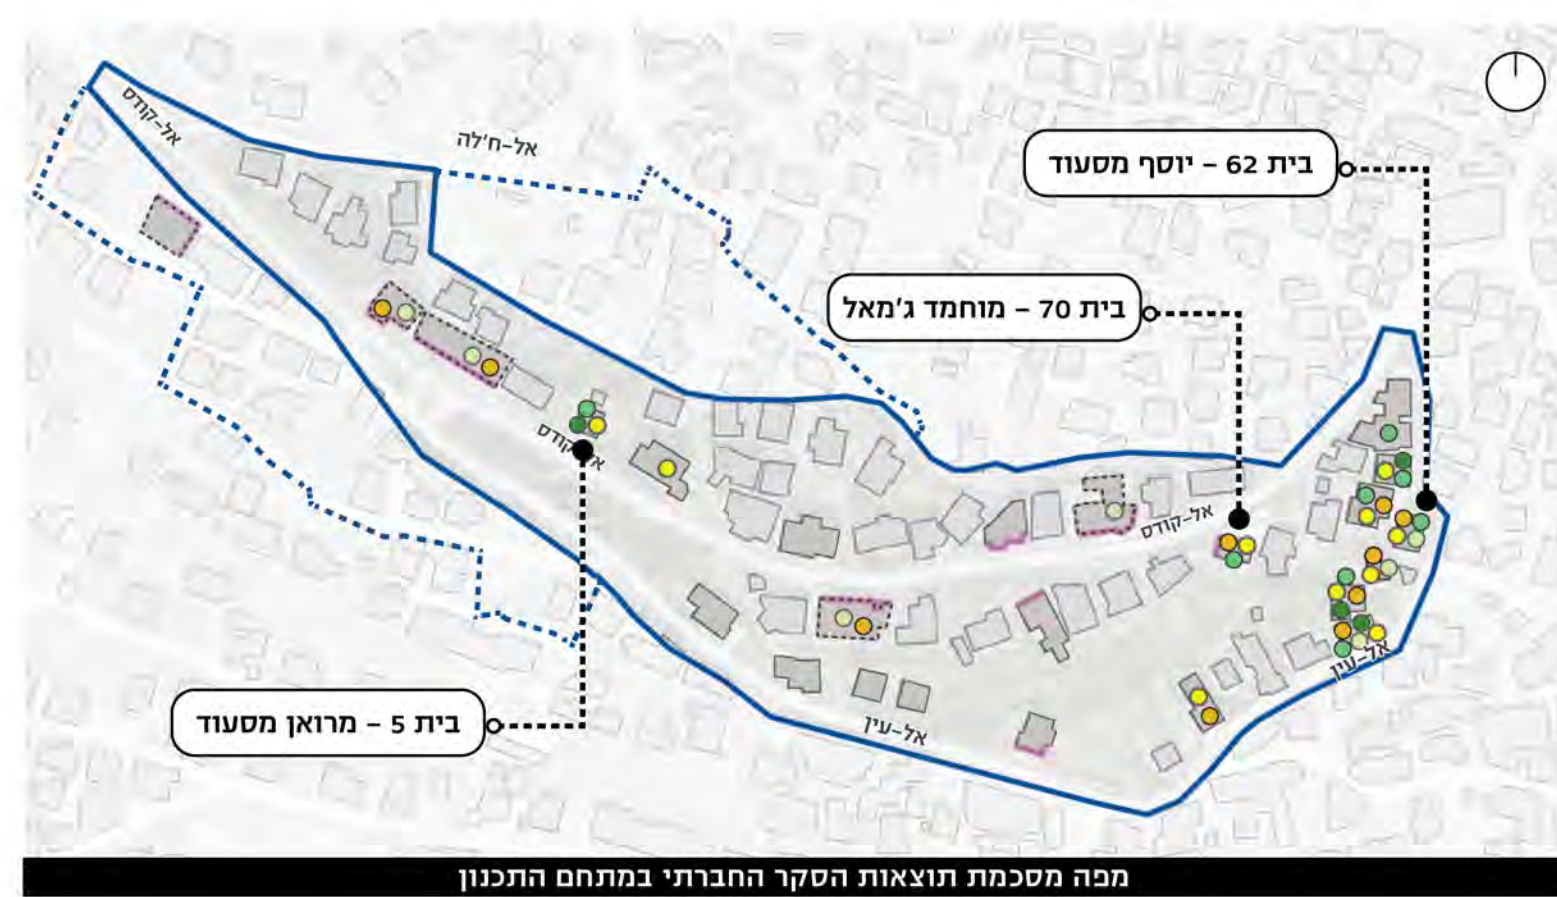 אל-קודס
אל-ח'לה
בית 62 - יוסף מסעוד
בית 70 - מוחמד ג'מאל
אל-קודס
אל-קודס
אל-עין
בית 5 - מרואן מסעוד
אל-עין
מפה מסכמת תוצאות הסקר החברתי במתחם התכנון